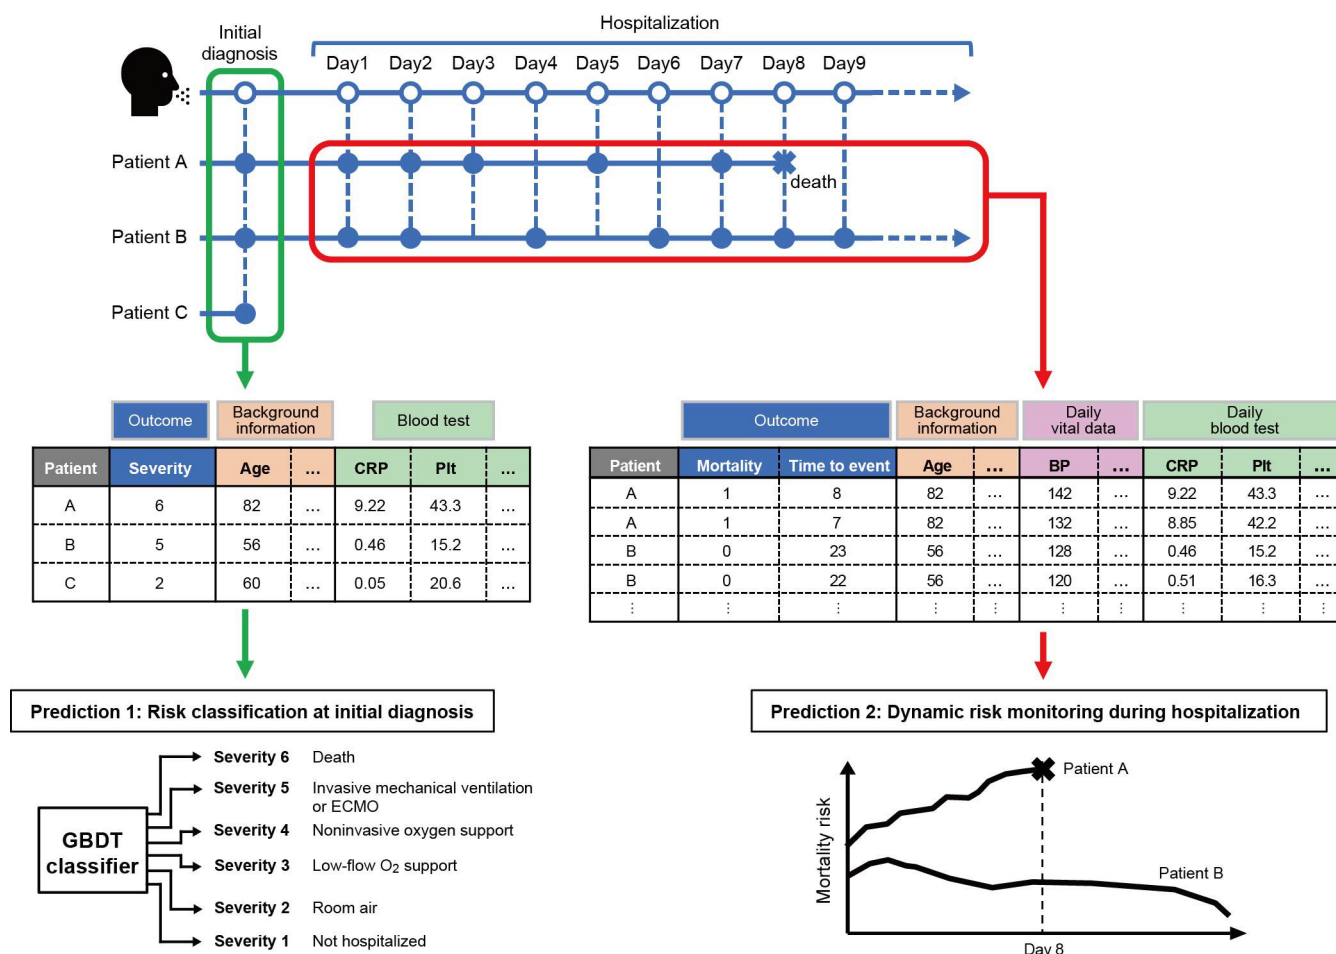 Initial
diagnosis
Hospitalization
Day1 Day2 Day3 Day4 Day5 Day6 Day7 Day8 Day9
Patient A
death
Patient B
Patient C
Outcome
Background
information
Blood test
Patient Severity Age ... CRP Plt ...
A 6 82 ... 9.22 43.3 ...
B 5 56 ... 0.46 15.2 ...
C 2 60 ... 0.05 20.6 ...
Outcome
Background
information
Daily
vital data
Daily
blood test
Patient Mortality Time to event Age ... BP ... CRP Plt ...
A 1 8 82 ... 142 ... 9.22 43.3 ...
A 1 7 82 ... 132 ... 8.85 42.2 ...
B 0 23 56 ... 128 ... 0.46 15.2 ...
B 0 22 56 ... 120 ... 0.51 16.3 ...
⋮ ⋮ ⋮ ⋮ ⋮ ⋮ ⋮ ⋮ ⋮ ⋮
Prediction 1: Risk classification at initial diagnosis
GBDT
classifier
Severity 6 Death
Severity 5 Invasive mechanical ventilation
or ECMO
Severity 4 Noninvasive oxygen support
Severity 3 Low-flow O₂ support
Severity 2 Room air
Severity 1 Not hospitalized
Prediction 2: Dynamic risk monitoring during hospitalization
Mortality risk
Patient A
Patient B
Day 8